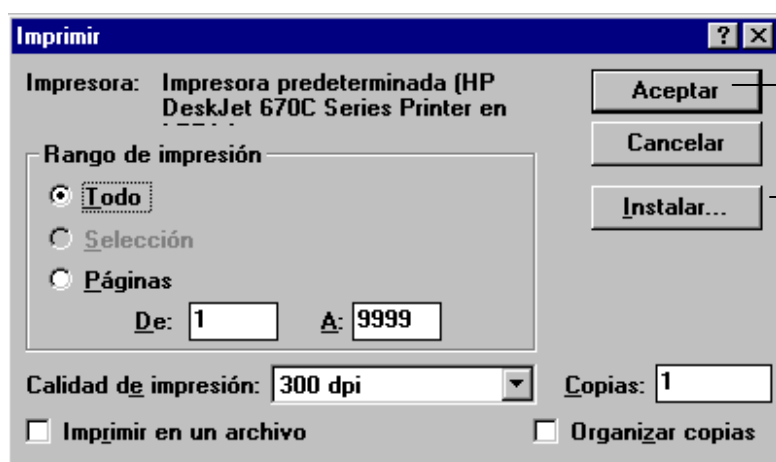 Imprimir
Impresora: Impresora predeterminada (HP
DeskJet 670C Series Printer en
Aceptar
Cancelar
Instalar...
Rango de impresión
Todo
Selección
Páginas
De: 1 A: 9999
Calidad de impresión: 300 dpi
Copias: 1
Imprimir en un archivo
Organizar copias